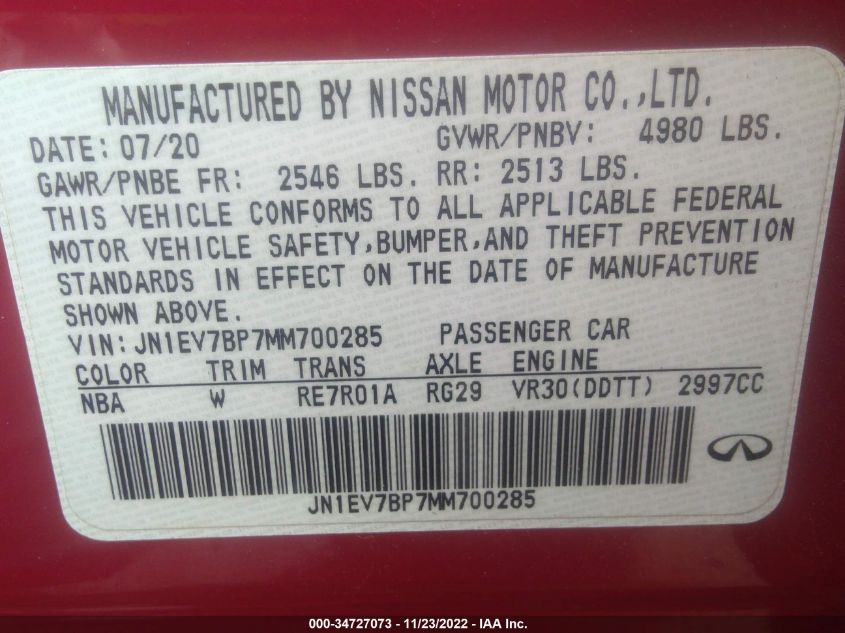 MANUFACTURED BY NISSAN MOTOR CO.,LTD.
DATE: 07/20 GVWR/PNBV: 4980 LBS.
GAWR/PNBE FR: 2546 LBS. RR: 2513 LBS.
THIS VEHICLE CONFORMS TO ALL APPLICABLE FEDERAL
MOTOR VEHICLE SAFETY,BUMPER,AND THEFT PREVENTION
STANDARDS IN EFFECT ON THE DATE OF MANUFACTURE
SHOWN ABOVE.
VIN:JN1EV7BP7MM700285 PASSENGER CAR
COLOR TRIM TRANS AXLE ENGINE
NBA W RE7R01A RG29 VR30(DDTT) 2997CC
JN1EV7BP7MM700285
000-34727073 - 11/23/2022 - IAA Inc.